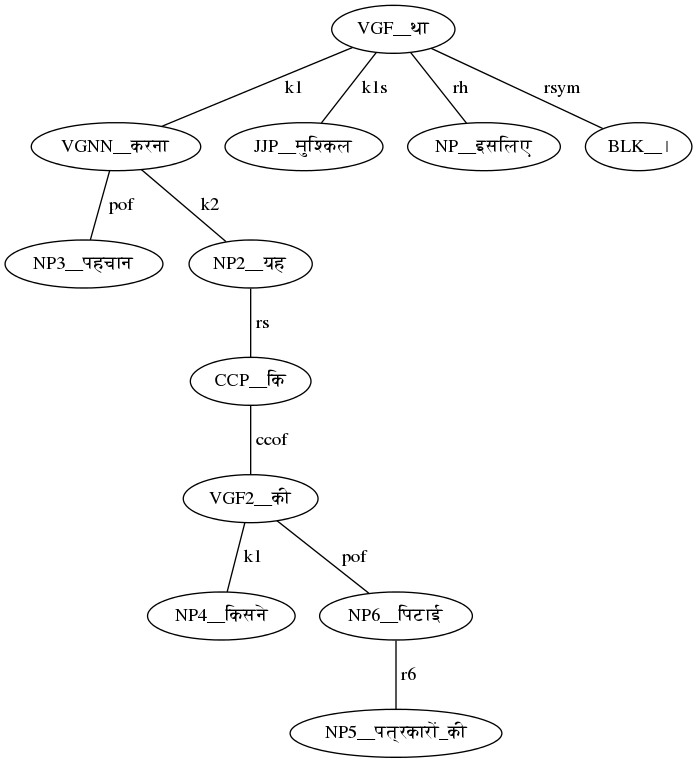 VGF__था
k1 k1s rh rsym
VGNN__करना JJP__मुश्किल NP__इसलिए BLK__।
pof k2
NP3__पहचान NP2__यह
rs
CCP__कि
ccof
VGF2__की
k1 pof
NP4__किसने NP6__पिटाई
r6
NP5__पत्रकारों_की